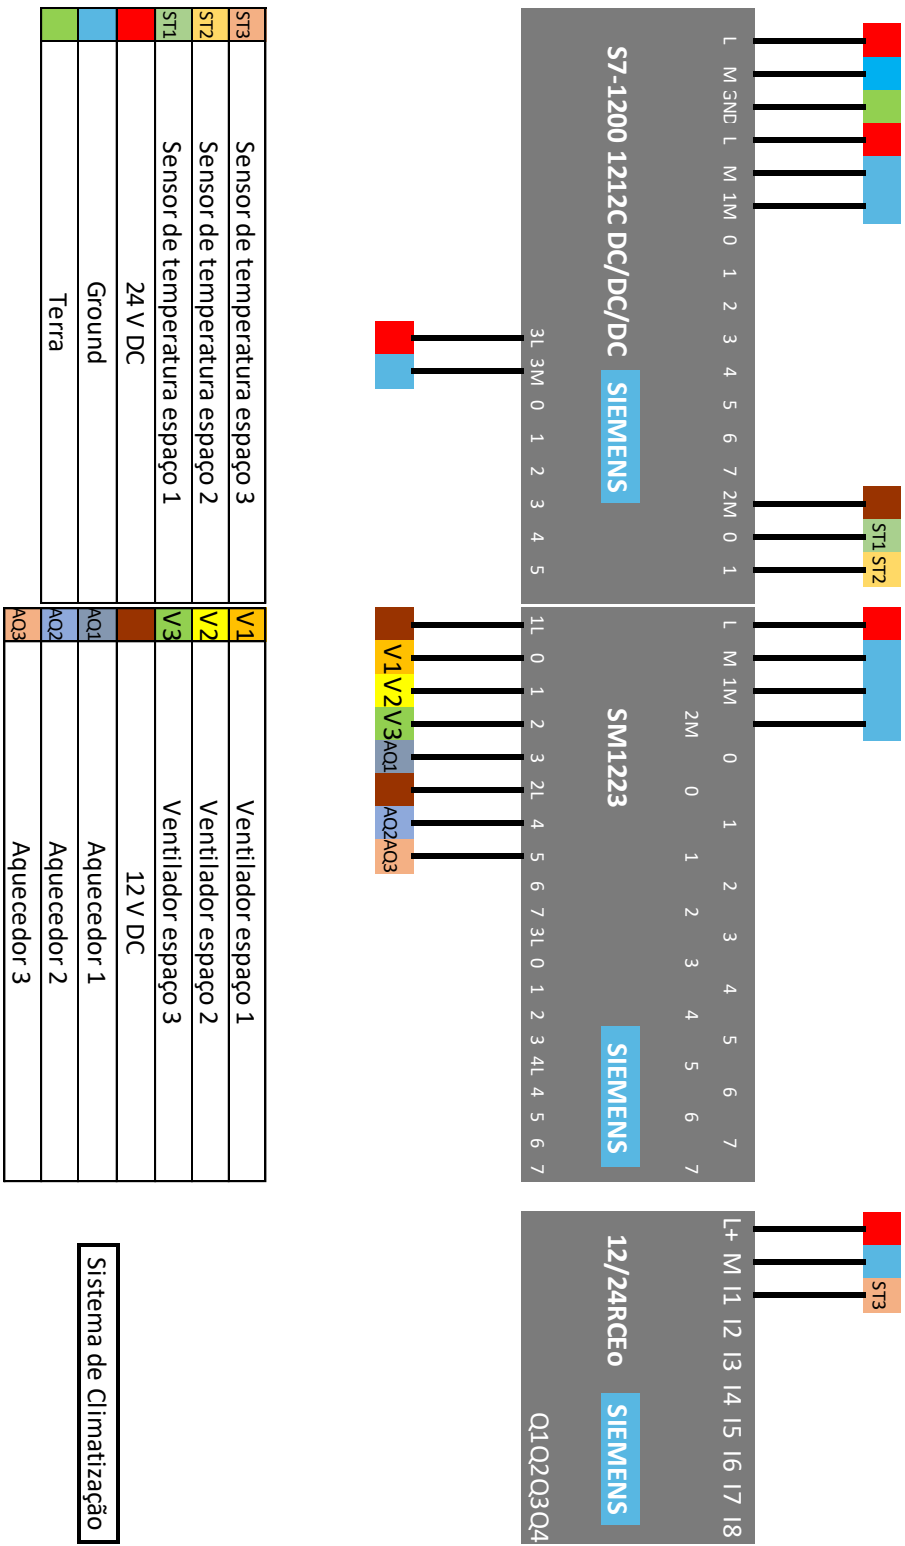 ST1 ST2
ST3
L M GND L M 1M 0 1 2 3 4 5 6 7 2M 0 1
S7-1200 1212C DC/DC/DC SIEMENS
3L 3M 0 1 2 3 4 5
L M 1M 0 1 2 3 4 5 6 7
2M 0 1 2 3 4 5 6 7
SM1223 SIEMENS
1L 0 1 2 3 2L 4 5 6 7 3L 0 1 2 3 4L 4 5 6 7
L+ M I1 I2 I3 I4 I5 I6 I7 I8
12/24RCEo SIEMENS
Q1Q2Q3Q4
V1 V2 V3 AQ1 AQ2 AQ3
ST3 Sensor de temperatura espaço 3
ST2 Sensor de temperatura espaço 2
ST1 Sensor de temperatura espaço 1
24 V DC
Ground
Terra
V1 Ventilador espaço 1
V2 Ventilador espaço 2
V3 Ventilador espaço 3
12 V DC
AQ1 Aquecedor 1
AQ2 Aquecedor 2
AQ3 Aquecedor 3
Sistema de Climatização